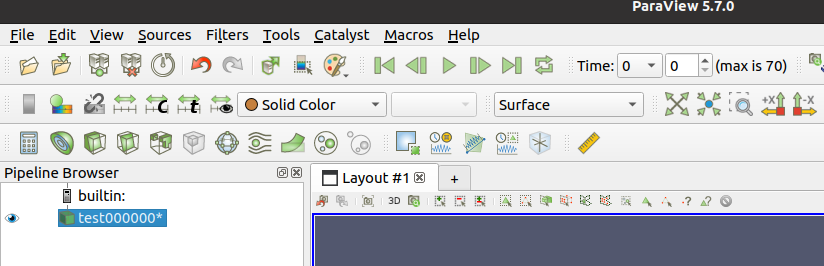 ParaView 5.7.0
File Edit View Sources Filters Tools Catalyst Macros Help
Time: 0 0 (max is 70)
Solid Color Surface +X -X
Pipeline Browser
Layout #1 +
builtin:
3D
test000000*